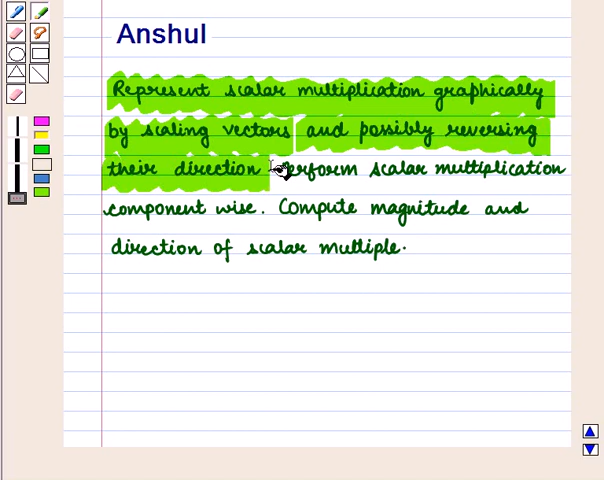 Anshul
Represent scalar multiplication graphically
by scaling vectors and possibly reversing
their direction Perform scalar multiplication
component wise. Compute magnitude and
direction of scalar multiple.